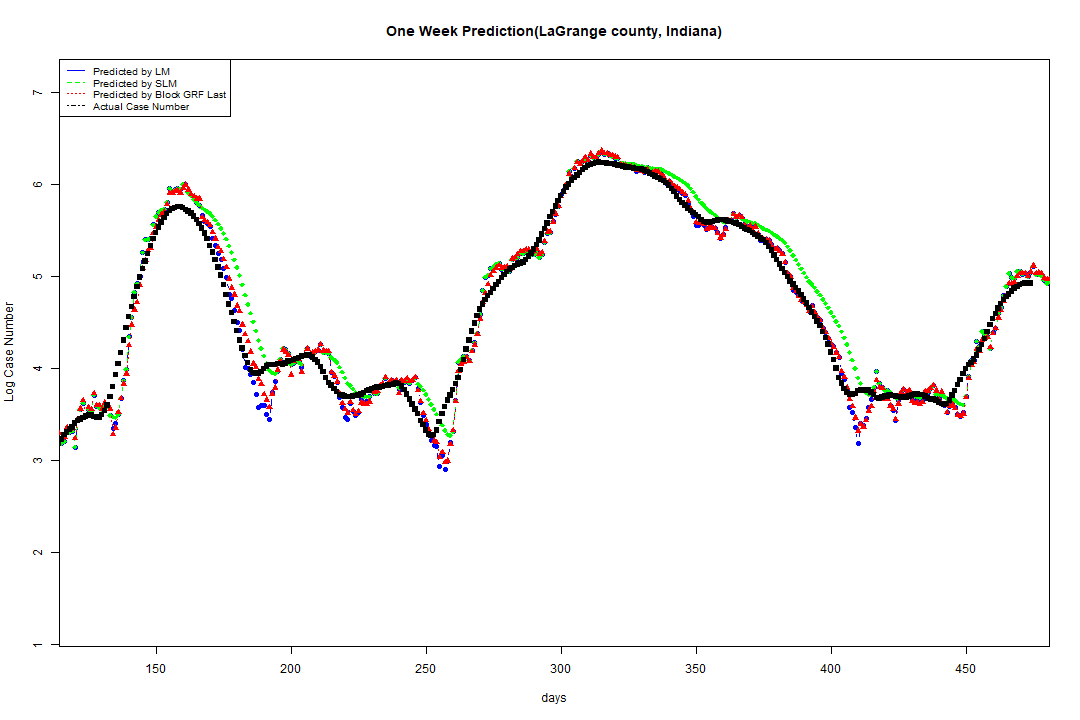 One Week Prediction(LaGrange county, Indiana)
Predicted by LM
Predicted by SLM
Predicted by Block GRF Last
Actual Case Number
7
6
5
4
3
2
1
Log Case Number
150 200 250 300 350 400 450
days